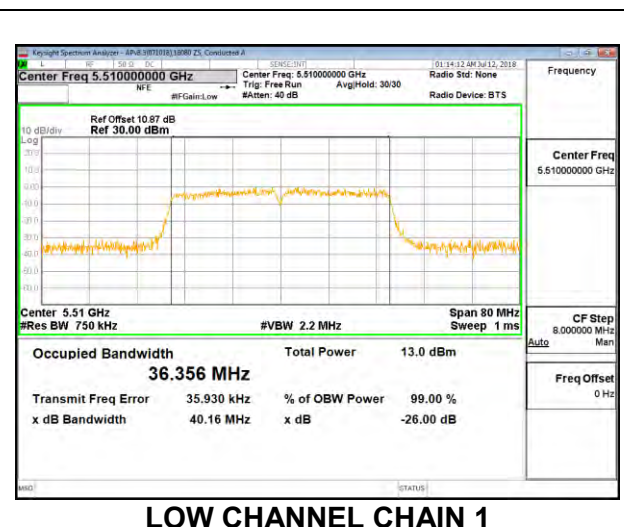 Keysight Spectrum Analyzer - APv8.3(071018),18080 ZS, Conducted A
L RF 50 Ω DC SENSE:INT 01:14:12 AM Jul 12, 2018
Center Freq 5.510000000 GHz Center Freq: 5.510000000 GHz Radio Std: None Frequency
NFE Trig: Free Run Avg|Hold: 30/30
#IFGain:Low #Atten: 40 dB Radio Device: BTS
Ref Offset 10.87 dB
10 dB/div Ref 30.00 dBm
Log
Center Freq
5.510000000 GHz
Center 5.51 GHz Span 80 MHz
#Res BW 750 kHz #VBW 2.2 MHz Sweep 1 ms
CF Step
8.000000 MHz
Auto Man
Occupied Bandwidth Total Power 13.0 dBm
36.356 MHz
Freq Offset
0 Hz
Transmit Freq Error 35.930 kHz % of OBW Power 99.00 %
x dB Bandwidth 40.16 MHz x dB -26.00 dB
MSG STATUS
LOW CHANNEL CHAIN 1